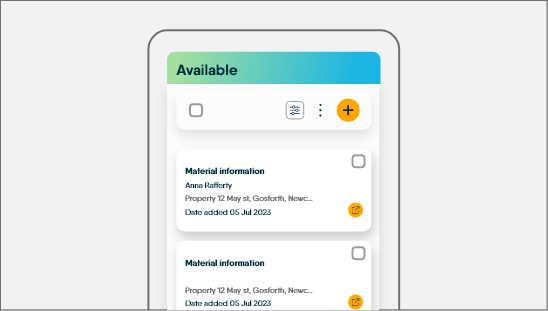 Available
Material information
Anna Rafferty
Property 12 May st, Gosforth, Newc...
Date added 05 Jul 2023
Material information
Property 12 May st, Gosforth, Newc...
Date added 05 Jul 2023